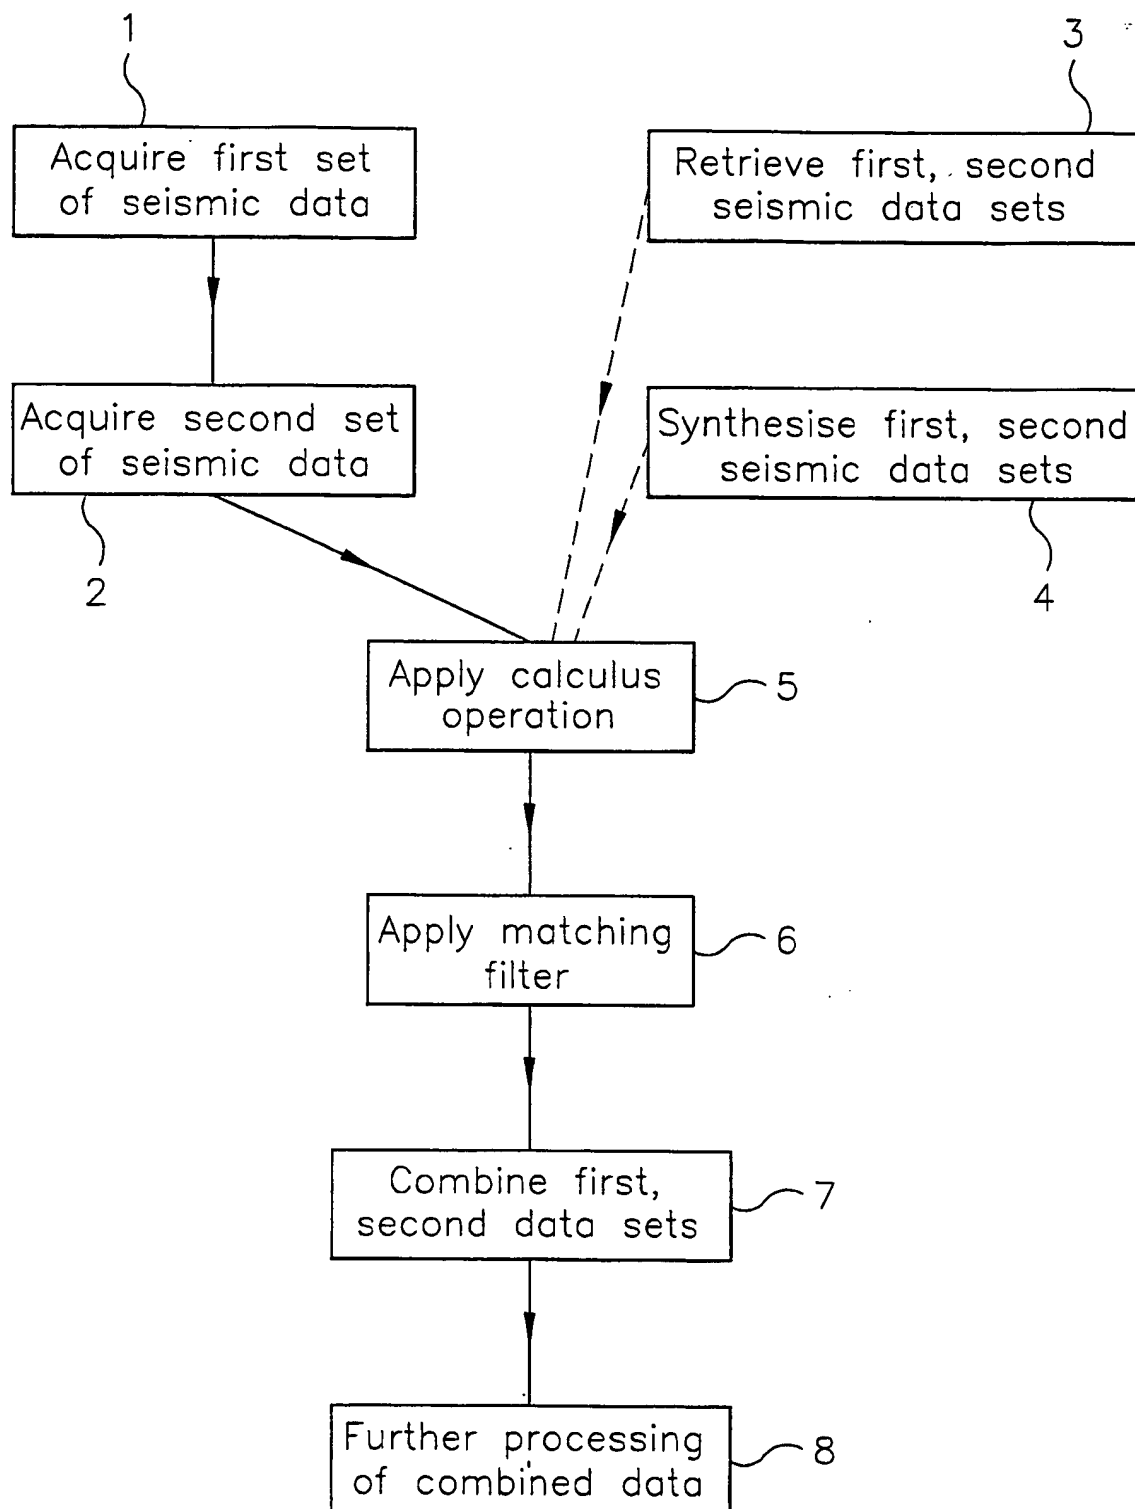 1
3
Acquire first set
of seismic data
Retrieve first, second
seismic data sets
Acquire second set
of seismic data
2
Synthesise first, second
seismic data sets
4
Apply calculus
operation
5
Apply matching
filter
6
Combine first,
second data sets
7
Further processing
of combined data
8